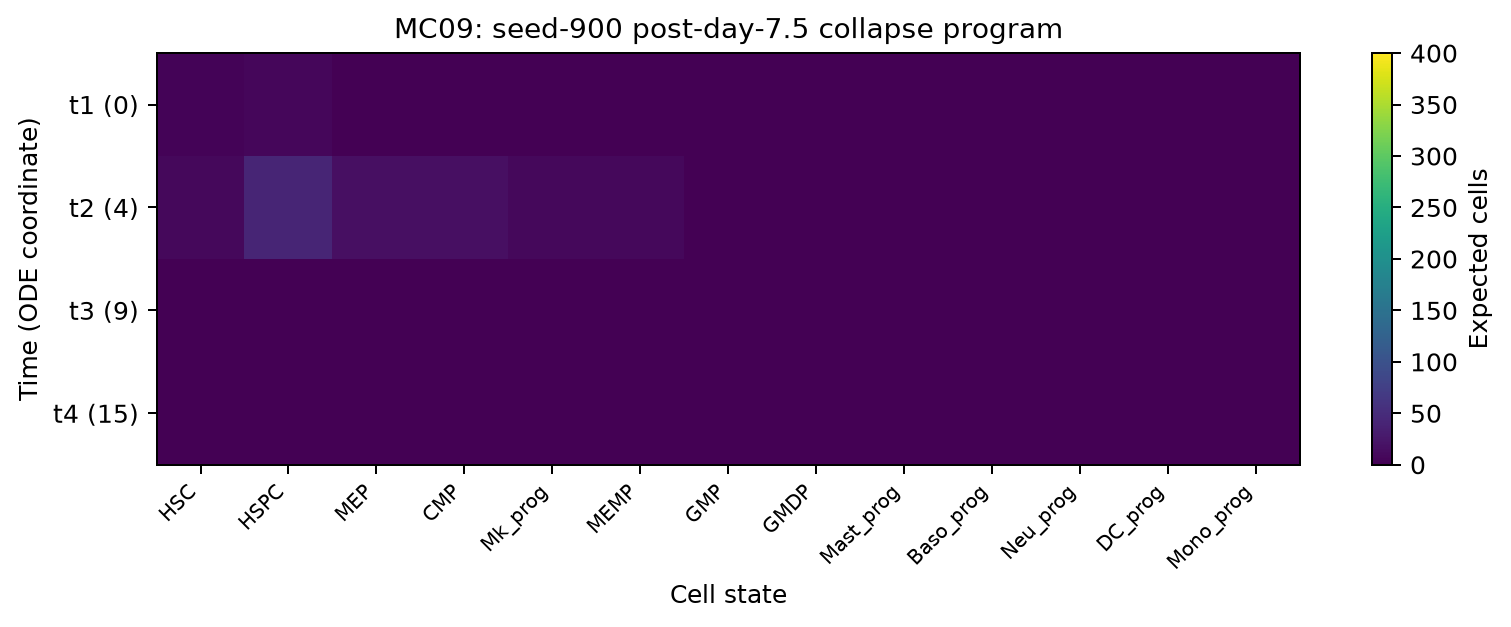 MC09: seed-900 post-day-7.5 collapse program
Time (ODE coordinate)
t1 (0)
t2 (4)
t3 (9)
t4 (15)
HSC
HSPC
MEP
CMP
Mk_prog
MEMP
GMP
GMDP
Mast_prog
Baso_prog
Neu_prog
DC_prog
Mono_prog
Cell state
400
350
300
250
200
150
100
50
0
Expected cells